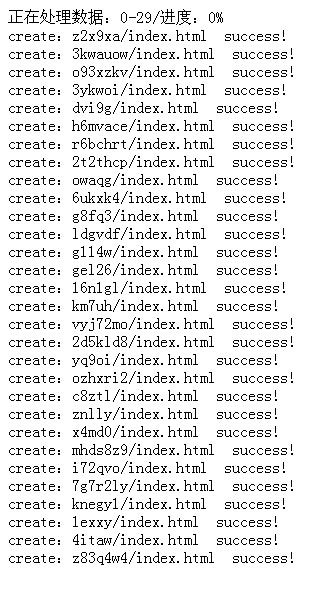 正在处理数据：0-29/进度：0%
create：z2x9xa/index.html  success!
create：3kwauow/index.html  success!
create：o93xzkv/index.html  success!
create：3ykwoi/index.html  success!
create：dvi9g/index.html  success!
create：h6mvace/index.html  success!
create：r6bchrt/index.html  success!
create：2t2thcp/index.html  success!
create：owaqg/index.html  success!
create：6ukxk4/index.html  success!
create：g8fq3/index.html  success!
create：ldgvdf/index.html  success!
create：gll4w/index.html  success!
create：gel26/index.html  success!
create：l6nlgl/index.html  success!
create：km7uh/index.html  success!
create：vyj72mo/index.html  success!
create：2d5kld8/index.html  success!
create：yq9oi/index.html  success!
create：ozhxri2/index.html  success!
create：c8ztl/index.html  success!
create：znlly/index.html  success!
create：x4md0/index.html  success!
create：mhds8z9/index.html  success!
create：i72qvo/index.html  success!
create：7g7r2ly/index.html  success!
create：knegyl/index.html  success!
create：lexxy/index.html  success!
create：4itaw/index.html  success!
create：z83q4w4/index.html  success!